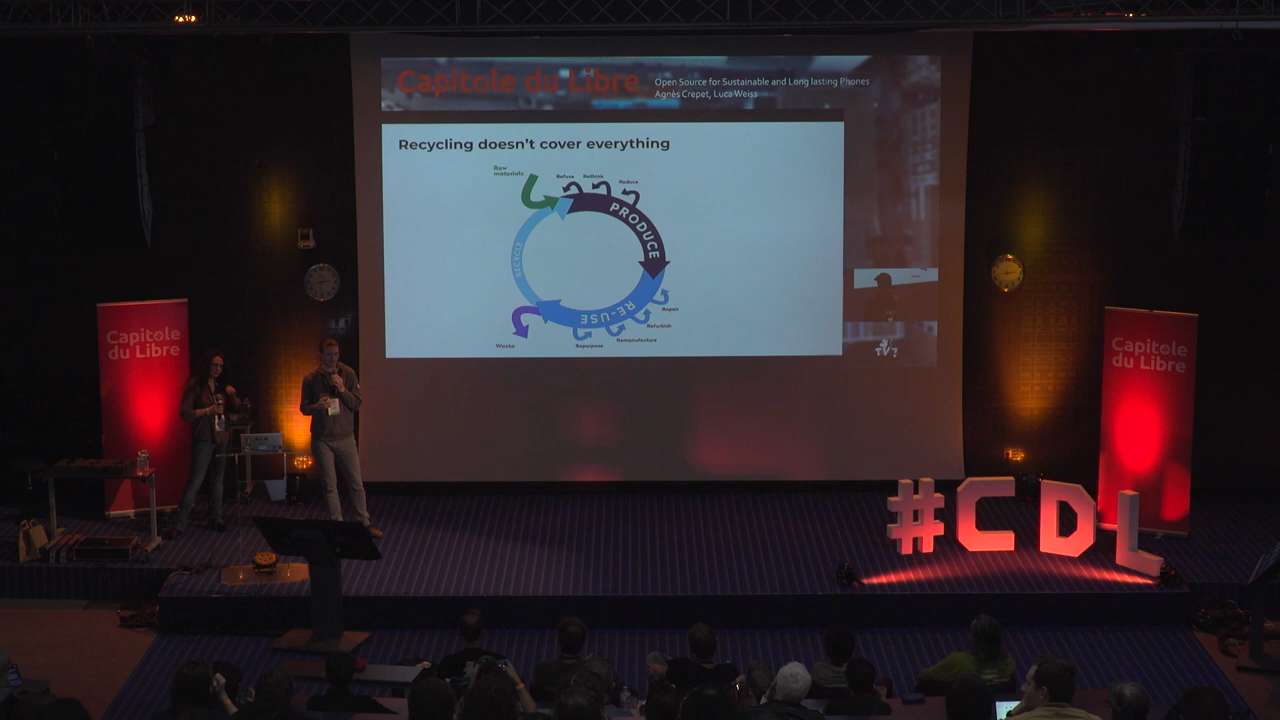 Capitole du Libre
Open Source for Sustainable and Long lasting Phones
Agnès Crepet, Luca Weiss
Recycling doesn't cover everything
Raw
materials
Refuse
Rethink
Reduce
PRODUCE
RECYCLE
RE-USE
Repair
Refurbish
Remanufacture
Repurpose
Waste
Capitole
du Libre
Capitole
du Libre
#CDL